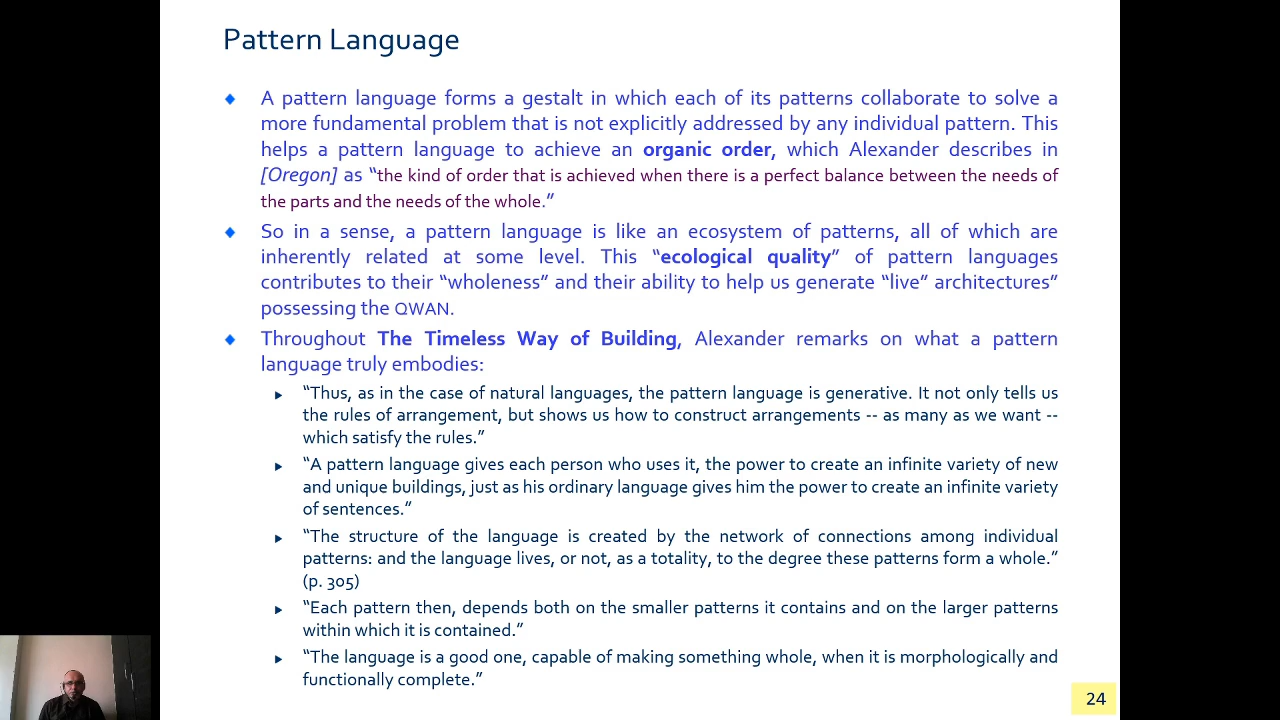 Pattern Language
A pattern language forms a gestalt in which each of its patterns collaborate to solve a
more fundamental problem that is not explicitly addressed by any individual pattern. This
helps a pattern language to achieve an organic order, which Alexander describes in
[Oregon] as “the kind of order that is achieved when there is a perfect balance between the needs of
the parts and the needs of the whole.”
So in a sense, a pattern language is like an ecosystem of patterns, all of which are
inherently related at some level. This “ecological quality” of pattern languages
contributes to their “wholeness” and their ability to help us generate “live” architectures”
possessing the QWAN.
Throughout The Timeless Way of Building, Alexander remarks on what a pattern
language truly embodies:
“Thus, as in the case of natural languages, the pattern language is generative. It not only tells us
the rules of arrangement, but shows us how to construct arrangements -- as many as we want --
which satisfy the rules.”
“A pattern language gives each person who uses it, the power to create an infinite variety of new
and unique buildings, just as his ordinary language gives him the power to create an infinite variety
of sentences.”
“The structure of the language is created by the network of connections among individual
patterns: and the language lives, or not, as a totality, to the degree these patterns form a whole.”
(p. 305)
“Each pattern then, depends both on the smaller patterns it contains and on the larger patterns
within which it is contained.”
“The language is a good one, capable of making something whole, when it is morphologically and
functionally complete.”
24